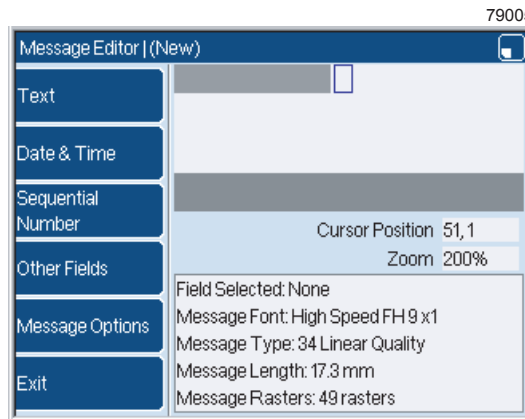 7900
Message Editor | (New)
Text
Date & Time
Sequential
Number
Other Fields
Message Options
Exit
Cursor Position 51,1
Zoom 200%
Field Selected: None
Message Font: High Speed FH 9 x1
Message Type: 34 Linear Quality
Message Length: 17.3 mm
Message Rasters: 49 rasters